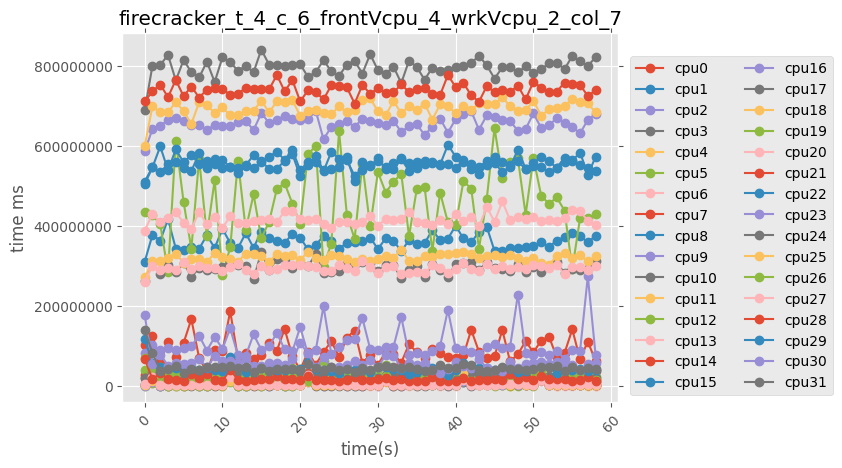 firecracker_t_4_c_6_frontVcpu_4_wrkVcpu_2_col_7
800000000
600000000
400000000
200000000
0
time ms
0
10
20
30
40
50
60
time(s)
cpu0
cpu1
cpu2
cpu3
cpu4
cpu5
cpu6
cpu7
cpu8
cpu9
cpu10
cpu11
cpu12
cpu13
cpu14
cpu15
cpu16
cpu17
cpu18
cpu19
cpu20
cpu21
cpu22
cpu23
cpu24
cpu25
cpu26
cpu27
cpu28
cpu29
cpu30
cpu31